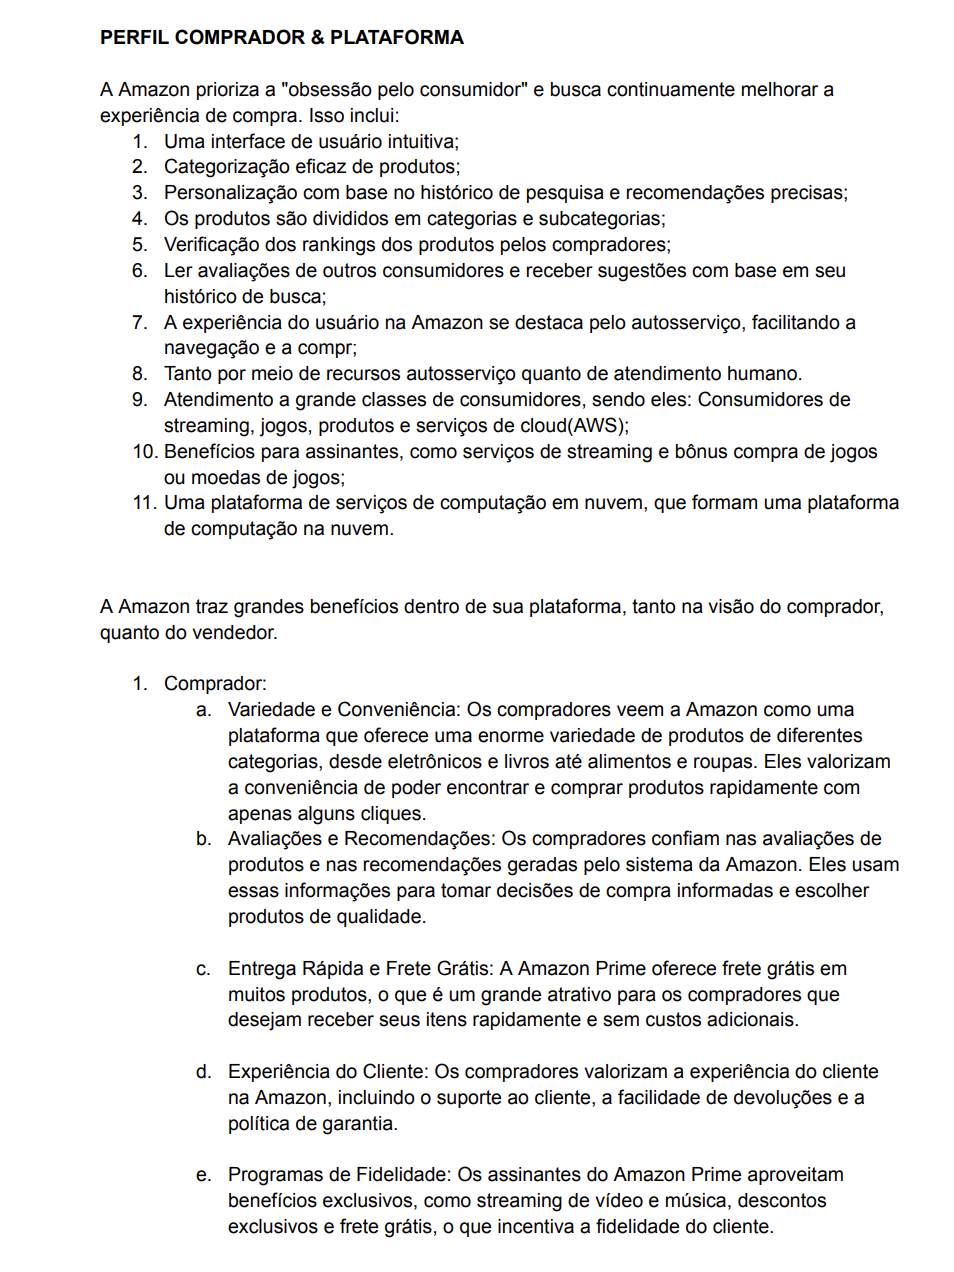 PERFIL COMPRADOR & PLATAFORMA
A Amazon prioriza a "obsessão pelo consumidor" e busca continuamente melhorar a
experiência de compra. Isso inclui:
1. Uma interface de usuário intuitiva;
2. Categorização eficaz de produtos;
3. Personalização com base no histórico de pesquisa e recomendações precisas;
4. Os produtos são divididos em categorias e subcategorias;
5. Verificação dos rankings dos produtos pelos compradores;
6. Ler avaliações de outros consumidores e receber sugestões com base em seu
histórico de busca;
7. A experiência do usuário na Amazon se destaca pelo autosserviço, facilitando a
navegação e a compr;
8. Tanto por meio de recursos autosserviço quanto de atendimento humano.
9. Atendimento a grande classes de consumidores, sendo eles: Consumidores de
streaming, jogos, produtos e serviços de cloud(AWS);
10. Benefícios para assinantes, como serviços de streaming e bônus compra de jogos
ou moedas de jogos;
11. Uma plataforma de serviços de computação em nuvem, que formam uma plataforma
de computação na nuvem.
A Amazon traz grandes benefícios dentro de sua plataforma, tanto na visão do comprador,
quanto do vendedor.
1. Comprador:
a. Variedade e Conveniência: Os compradores veem a Amazon como uma
plataforma que oferece uma enorme variedade de produtos de diferentes
categorias, desde eletrônicos e livros até alimentos e roupas. Eles valorizam
a conveniência de poder encontrar e comprar produtos rapidamente com
apenas alguns cliques.
b. Avaliações e Recomendações: Os compradores confiam nas avaliações de
produtos e nas recomendações geradas pelo sistema da Amazon. Eles usam
essas informações para tomar decisões de compra informadas e escolher
produtos de qualidade.
c. Entrega Rápida e Frete Grátis: A Amazon Prime oferece frete grátis em
muitos produtos, o que é um grande atrativo para os compradores que
desejam receber seus itens rapidamente e sem custos adicionais.
d. Experiência do Cliente: Os compradores valorizam a experiência do cliente
na Amazon, incluindo o suporte ao cliente, a facilidade de devoluções e a
política de garantia.
e. Programas de Fidelidade: Os assinantes do Amazon Prime aproveitam
benefícios exclusivos, como streaming de vídeo e música, descontos
exclusivos e frete grátis, o que incentiva a fidelidade do cliente.